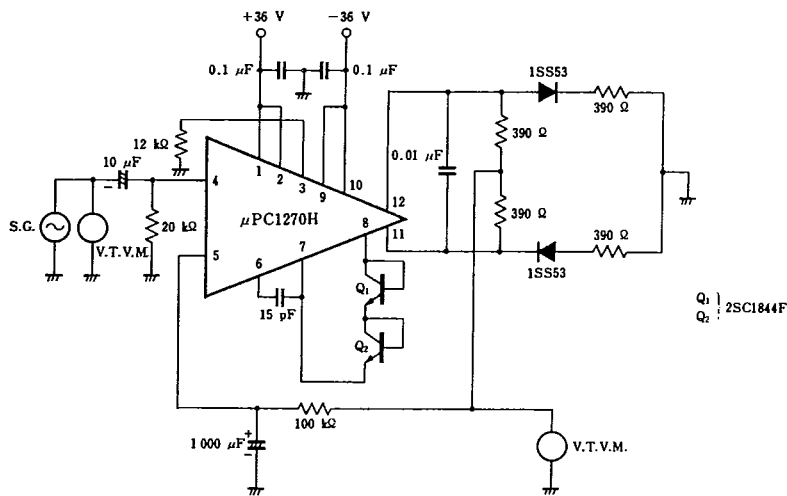 +36 V
−36 V
0.1 μF
0.1 μF
1SS53
390 Ω
12 kΩ
390 Ω
10 μF
−
0.01 μF
1
2
3
9
10
4
12
μPC1270H
11
S.G.
V.T.V.M.
20 kΩ
390 Ω
390 Ω
8
5
7
1SS53
6
15 pF
Q₁
Q₂
Q₁
Q₂
2SC1844F
100 kΩ
1 000 μF
+
−
V.T.V.M.